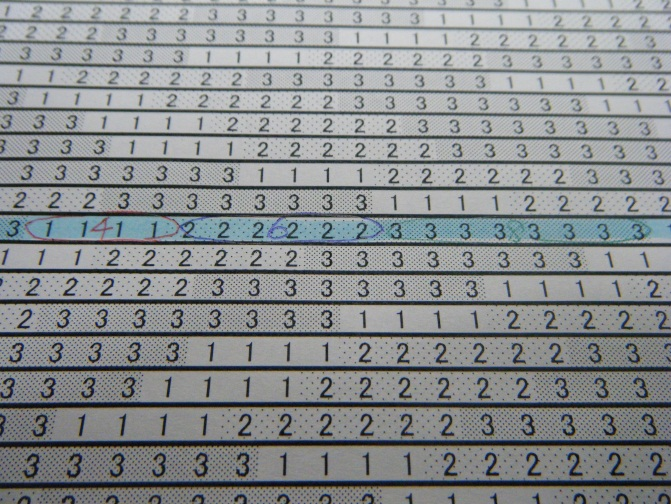 1 2 2 2 2 2 2 3 3 3 3 3 3 3 3 1 1 1 1 2 2 2 2 2 2 3
3 3 3 3 3 3 1 1 1 1 2 2 2 2 2 2 3 3 3 3 3 3
1 1 2 2 2 2 2 2 3 3 3 3 3 3 3 3 1 1 1 1 2 2
3 1 1 1 1 2 2 2 2 2 2 3 3 3 3 3 3 3 3 1 1
3 3 3 1 1 1 1 2 2 2 2 2 2 3 3 3 3 3 3 3 3
3 3 3 3 1 1 1 1 2 2 2 2 2 2 3 3 3 3 3 3
3 3 3 3 3 3 3 1 1 1 1 2 2 2 2 2 2 3 3 3
2 2 2 3 3 3 3 3 3 3 3 1 1 1 1 2 2 2 2 2
3 1 1 4 1 1 2 2 2 6 2 2 2 3 3 3 3 8 3 3 3 3 1
1 1 1 2 2 2 2 2 2 3 3 3 3 3 3 3 3 1 1
2 2 2 2 2 2 3 3 3 3 3 3 3 3 1 1 1 1 2
2 3 3 3 3 3 3 3 3 1 1 1 1 2 2 2 2 2
3 3 3 3 3 1 1 1 1 2 2 2 2 2 2 3 3
3 3 3 3 1 1 1 1 2 2 2 2 2 2 3 3 3
3 3 1 1 1 1 2 2 2 2 2 2 3 3 3 3 3
3 3 3 3 3 3 1 1 1 1 2 2 2 2 2 2